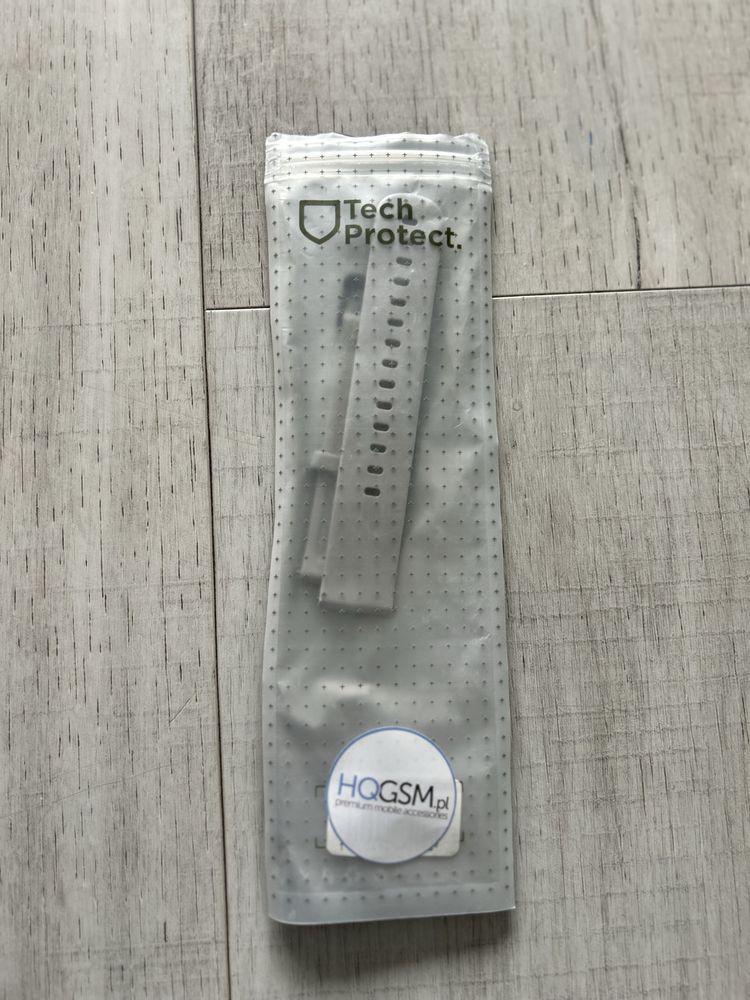 Tech
Protect.
HQGSM.pl
premium mobile accessories